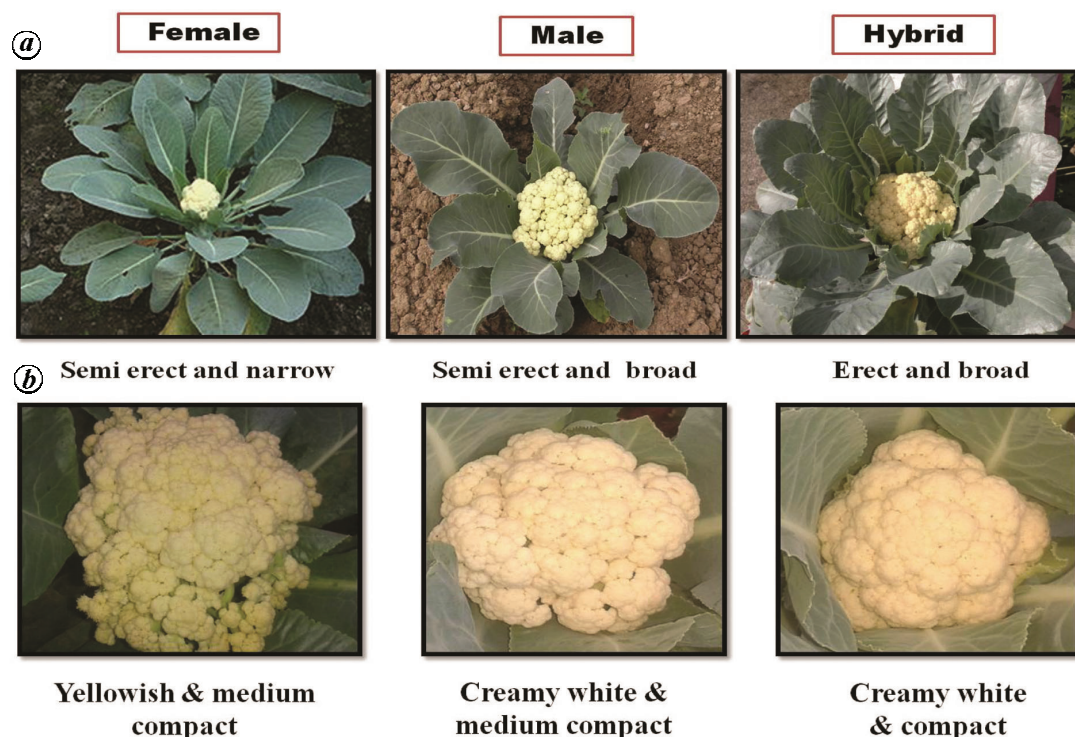 Female Male Hybrid
a
Semi erect and narrow Semi erect and broad Erect and broad
b
Yellowish & medium
compact
Creamy white &
medium compact
Creamy white
& compact